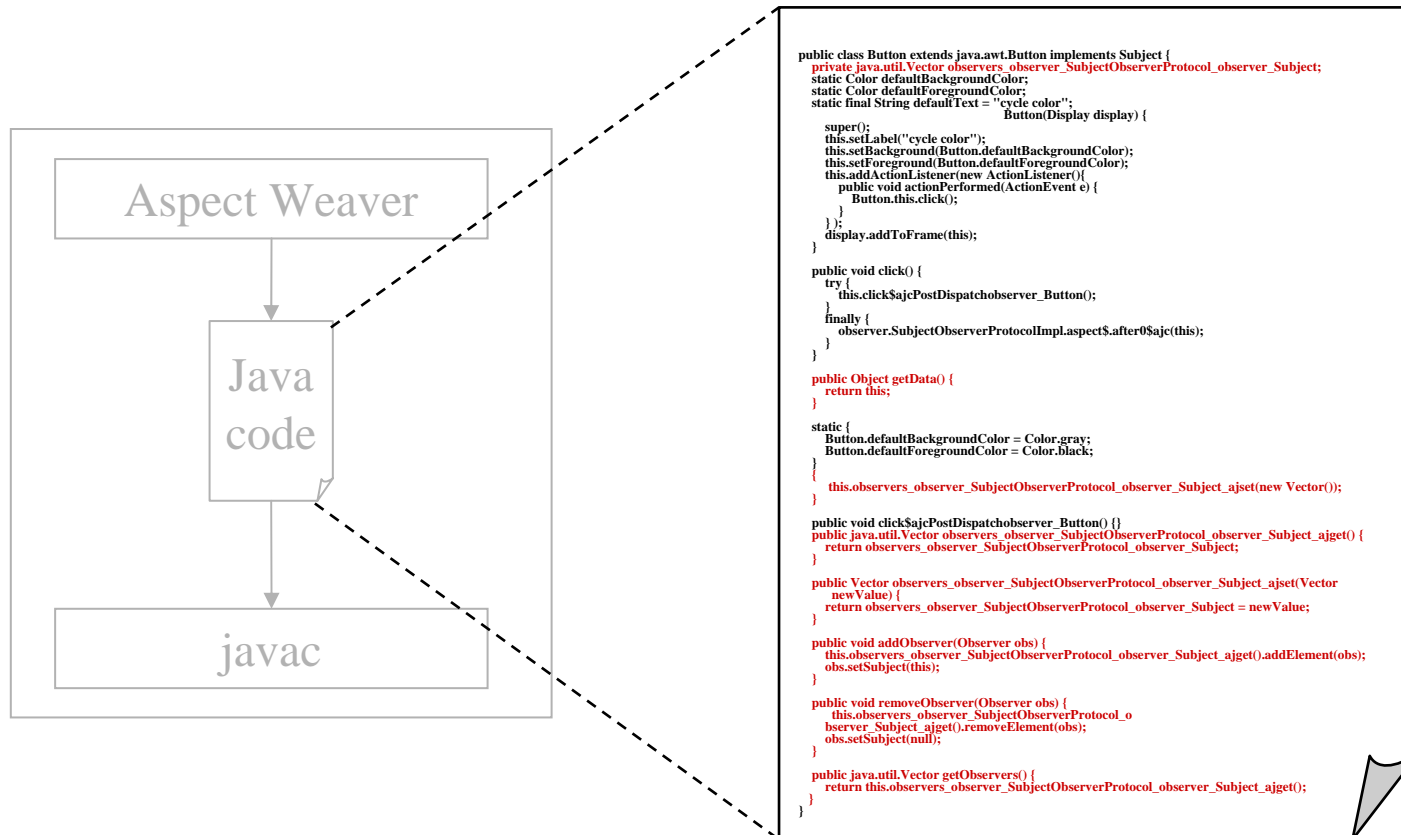 Aspect Weaver
Java
code
javac
public class Button extends java.awt.Button implements Subject {
private java.util.Vector observers_observer_SubjectObserverProtocol_observer_Subject;
static Color defaultBackgroundColor;
static Color defaultForegroundColor;
static final String defaultText = "cycle color";
Button(Display display) {
super();
this.setLabel("cycle color");
this.setBackground(Button.defaultBackgroundColor);
this.setForeground(Button.defaultForegroundColor);
this.addActionListener(new ActionListener(){
public void actionPerformed(ActionEvent e) {
Button.this.click();
}
} );
display.addToFrame(this);
}
public void click() {
try {
this.click$ajcPostDispatchobserver_Button();
}
finally {
observer.SubjectObserverProtocolImpl.aspect$.after0$ajc(this);
}
}
public Object getData() {
return this;
}
static {
Button.defaultBackgroundColor = Color.gray;
Button.defaultForegroundColor = Color.black;
}
{
this.observers_observer_SubjectObserverProtocol_observer_Subject_ajset(new Vector());
}
public void click$ajcPostDispatchobserver_Button() {}
public java.util.Vector observers_observer_SubjectObserverProtocol_observer_Subject_ajget() {
return observers_observer_SubjectObserverProtocol_observer_Subject;
}
public Vector observers_observer_SubjectObserverProtocol_observer_Subject_ajset(Vector
newValue) {
return observers_observer_SubjectObserverProtocol_observer_Subject = newValue;
}
public void addObserver(Observer obs) {
this.observers_observer_SubjectObserverProtocol_observer_Subject_ajget().addElement(obs);
obs.setSubject(this);
}
public void removeObserver(Observer obs) {
this.observers_observer_SubjectObserverProtocol_o
bserver_Subject_ajget().removeElement(obs);
obs.setSubject(null);
}
public java.util.Vector getObservers() {
return this.observers_observer_SubjectObserverProtocol_observer_Subject_ajget();
}
}